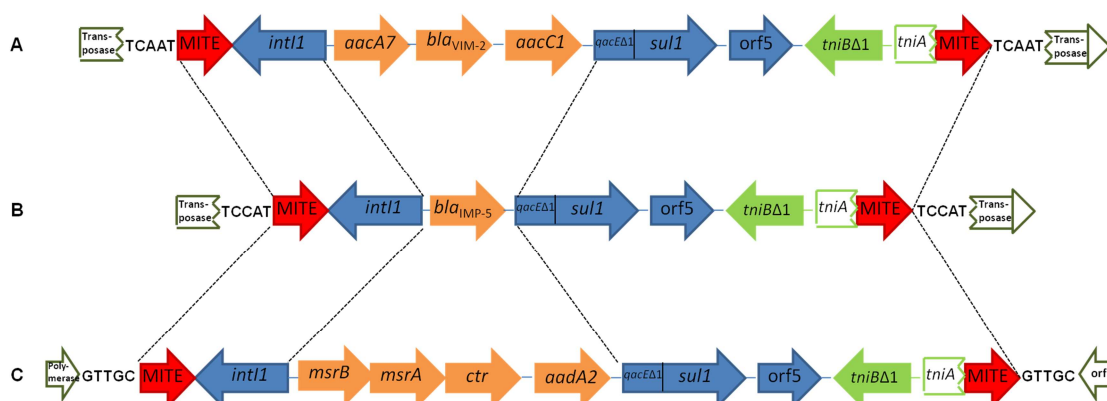 A Trans- posase TCAAT MITE intI1 aacA7 blaVIM-2 aacC1 qacEΔ1 sul1 orf5 tniBΔ1 tniA MITE TCAAT Trans- posase
B Trans- posase TCCAT MITE intI1 blaIMP-5 qacEΔ1 sul1 orf5 tniBΔ1 tniA MITE TCCAT Trans- posase
C Poly- merase GTTGC MITE intI1 msrB msrA ctr aadA2 qacEΔ1 sul1 orf5 tniBΔ1 tniA MITE GTTGC orf